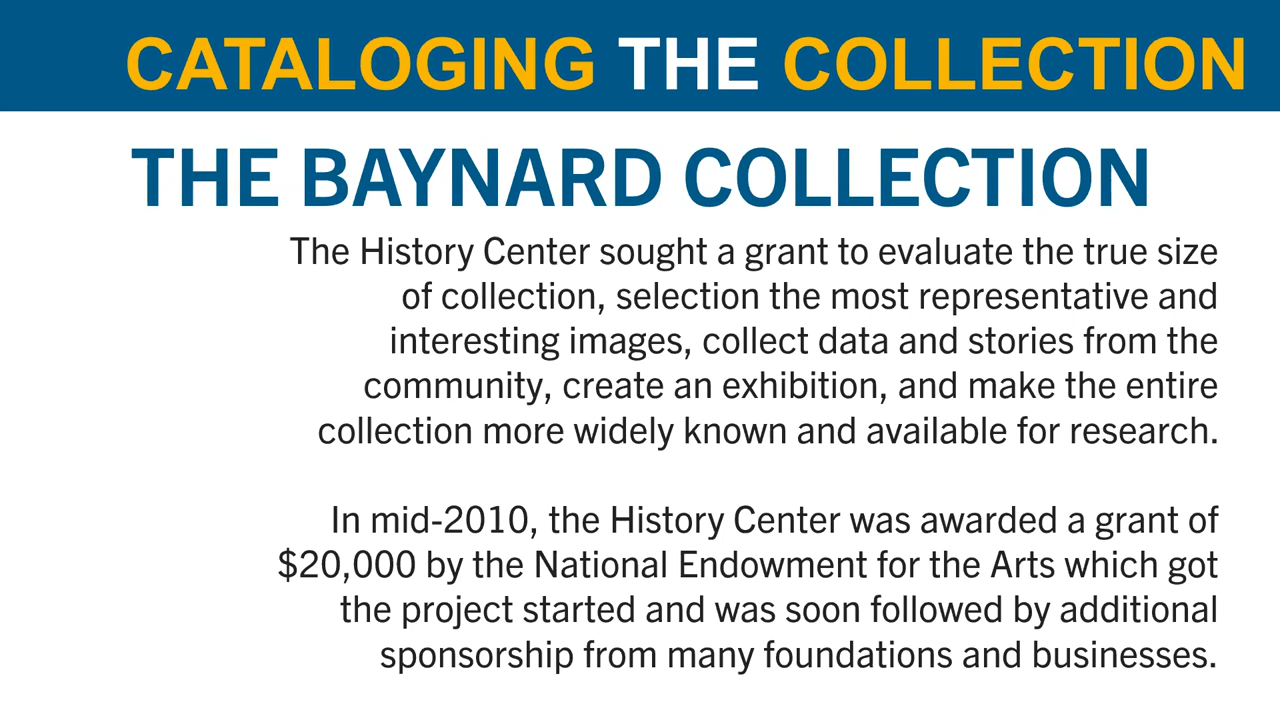 CATALOGING THE COLLECTION
THE BAYNARD COLLECTION
The History Center sought a grant to evaluate the true size
of collection, selection the most representative and
interesting images, collect data and stories from the
community, create an exhibition, and make the entire
collection more widely known and available for research.
In mid-2010, the History Center was awarded a grant of
$20,000 by the National Endowment for the Arts which got
the project started and was soon followed by additional
sponsorship from many foundations and businesses.